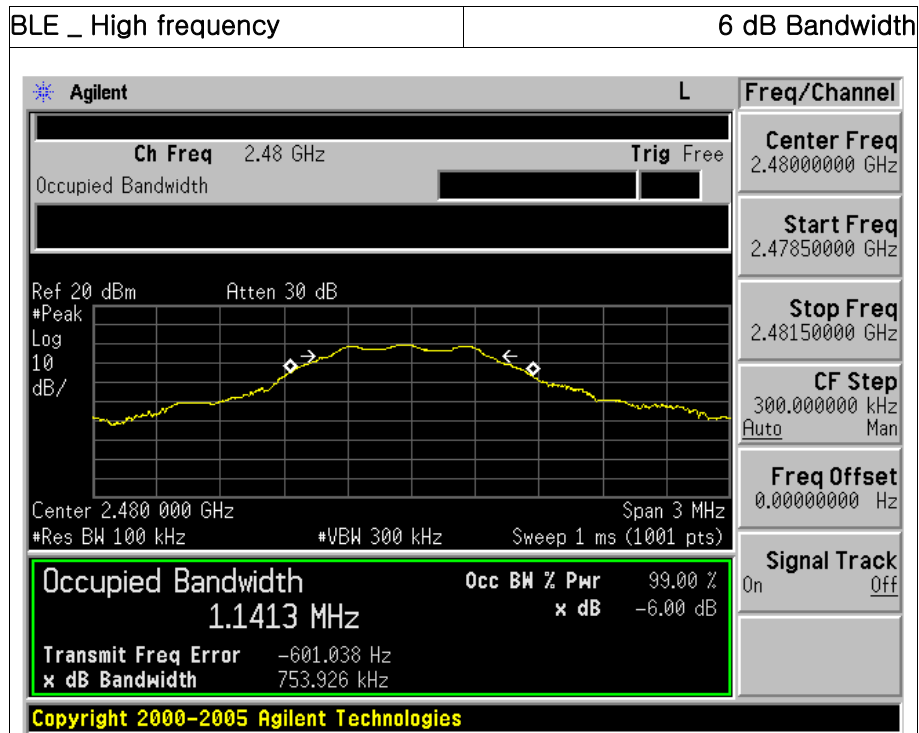 BLE _ High frequency 6 dB Bandwidth
Agilent L Freq/Channel
Ch Freq 2.48 GHz Trig Free
Occupied Bandwidth
Center Freq
2.48000000 GHz
Start Freq
2.47850000 GHz
Stop Freq
2.48150000 GHz
CF Step
300.000000 kHz
Auto Man
Freq Offset
0.00000000 Hz
Signal Track
On Off
Ref 20 dBm Atten 30 dB
#Peak
Log
10
dB/
Center 2.480 000 GHz Span 3 MHz
#Res BW 100 kHz #VBW 300 kHz Sweep 1 ms (1001 pts)
Occupied Bandwidth Occ BW % Pwr 99.00 %
1.1413 MHz x dB -6.00 dB
Transmit Freq Error -601.038 Hz
x dB Bandwidth 753.926 kHz
Copyright 2000-2005 Agilent Technologies